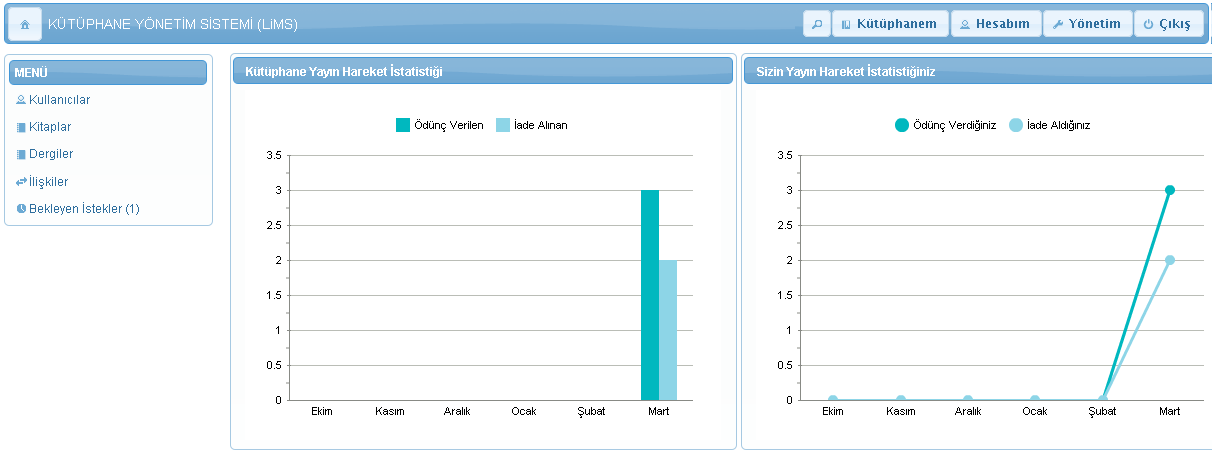 KÜTÜPHANE YÖNETİM SİSTEMİ (LiMS)
Kütüphanem
Hesabım
Yönetim
Çıkış
MENÜ
Kullanıcılar
Kitaplar
Dergiler
İlişkiler
Bekleyen İstekler (1)
Kütüphane Yayın Hareket İstatistiği
Ödünç Verilen İade Alınan
3.5
3
2.5
2
1.5
1
0.5
0
Ekim Kasım Aralık Ocak Şubat Mart
Sizin Yayın Hareket İstatistiğiniz
Ödünç Verdiğiniz İade Aldığınız
3.5
3
2.5
2
1.5
1
0.5
0
Ekim Kasım Aralık Ocak Şubat Mart